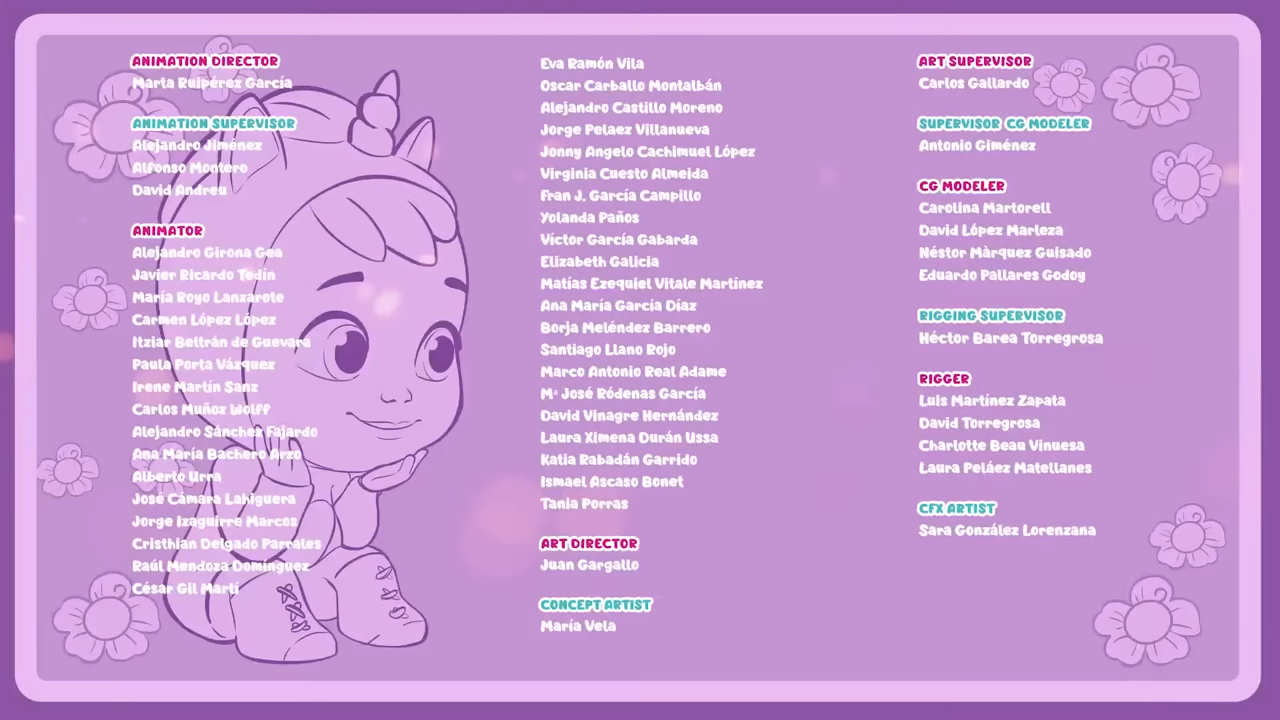 ANIMATION DIRECTOR
Marta Ruipérez García
ANIMATION SUPERVISOR
Alejandro Jiménez
Alfonso Montero
David Andreu
ANIMATOR
Alejandro Girona Gea
Javier Ricardo Tedín
María Royo Lanzarote
Carmen López López
Itziar Beltrán de Guevara
Paula Porta Vázquez
Irene Martín Sanz
Carlos Muñoz Wolff
Alejandro Sánchez Fajardo
Ana María Bachero Arzo
Alberto Urra
José Cámara Lahiguera
Jorge Izaguirre Marcos
Cristhian Delgado Parrales
Raúl Mendoza Domínguez
César Gil Martí
Eva Ramón Vila
Oscar Carballo Montalbán
Alejandro Castillo Moreno
Jorge Pelaez Villanueva
Jonny Angelo Cachimuel López
Virginia Cuesto Almeida
Fran J. García Campillo
Yolanda Paños
Víctor García Gabarda
Elizabeth Galicia
Matías Ezequiel Vitale Martínez
Ana María García Díaz
Borja Meléndez Barrero
Santiago Llano Rojo
Marco Antonio Real Adame
Mª José Ródenas García
David Vinagre Hernández
Laura Ximena Durán Ussa
Katia Rabadán Garrido
Ismael Ascaso Bonet
Tania Porras
ART DIRECTOR
Juan Gargallo
CONCEPT ARTIST
María Vela
ART SUPERVISOR
Carlos Gallardo
SUPERVISOR CG MODELER
Antonio Giménez
CG MODELER
Carolina Martorell
David López Marleza
Néstor Màrquez Guisado
Eduardo Pallares Godoy
RIGGING SUPERVISOR
Héctor Barea Torregrosa
RIGGER
Luis Martínez Zapata
David Torregrosa
Charlotte Beau Vinuesa
Laura Peláez Matellanes
CFX ARTIST
Sara González Lorenzana